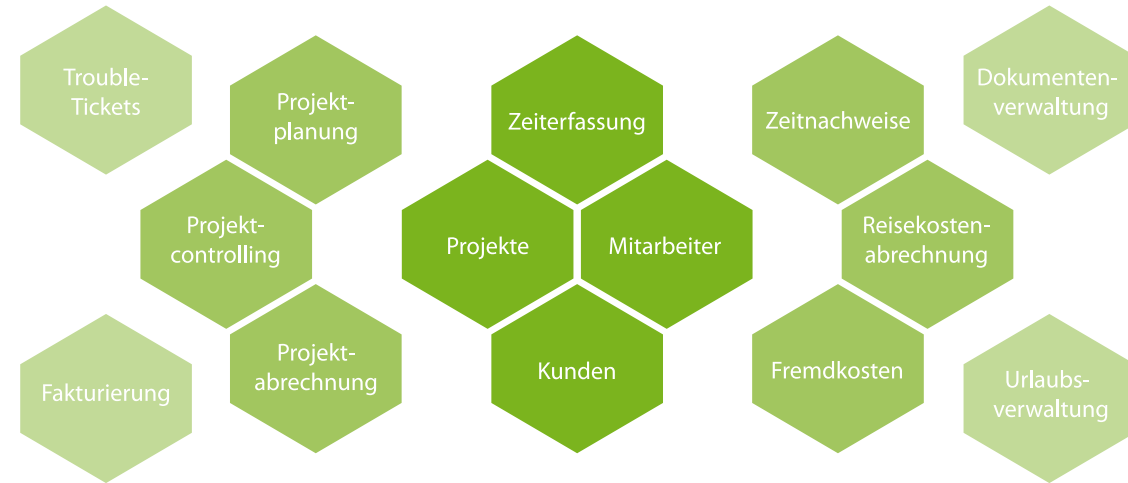 Trouble-
Tickets
Projekt-
planung
Zeiterfassung
Zeitnachweise
Dokumenten-
verwaltung
Projekt-
controlling
Projekte
Mitarbeiter
Reisekosten-
abrechnung
Fakturierung
Projekt-
abrechnung
Kunden
Fremdkosten
Urlaubs-
verwaltung